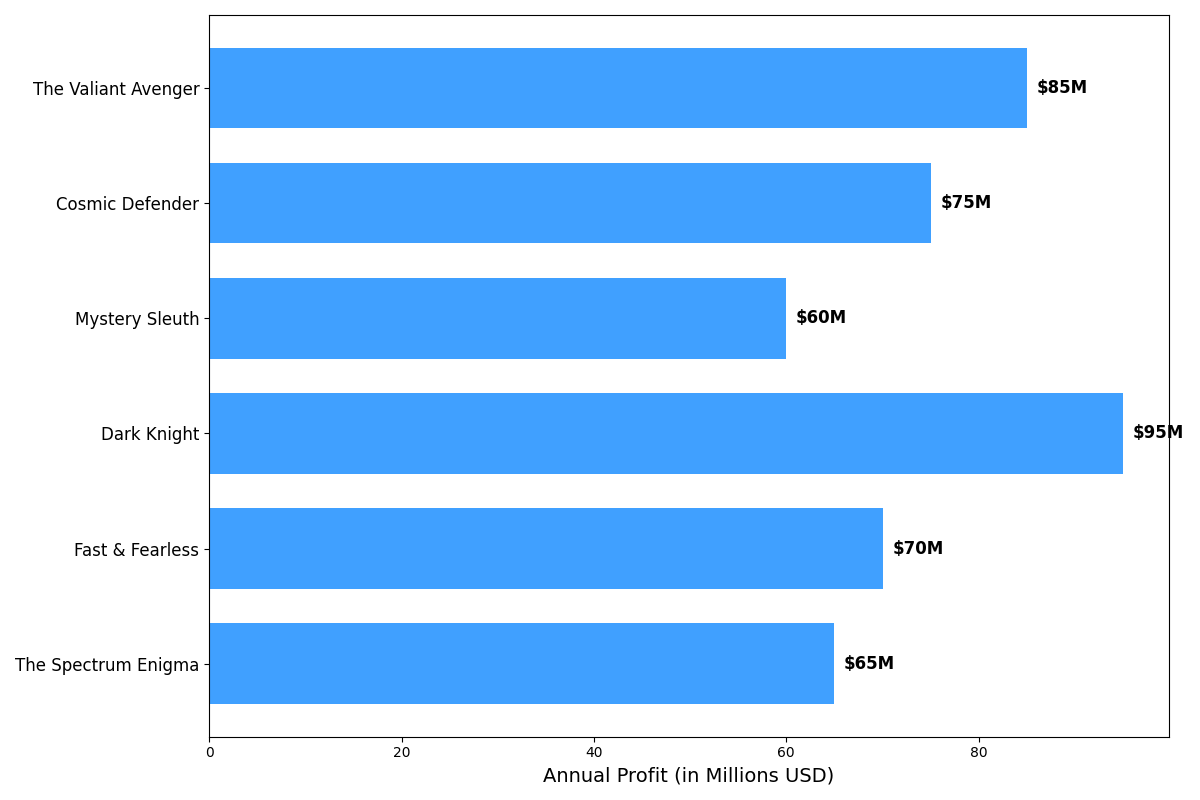 The Valiant Avenger $85M
Cosmic Defender $75M
Mystery Sleuth $60M
Dark Knight $95M
Fast & Fearless $70M
The Spectrum Enigma $65M
0 20 40 60 80
Annual Profit (in Millions USD)